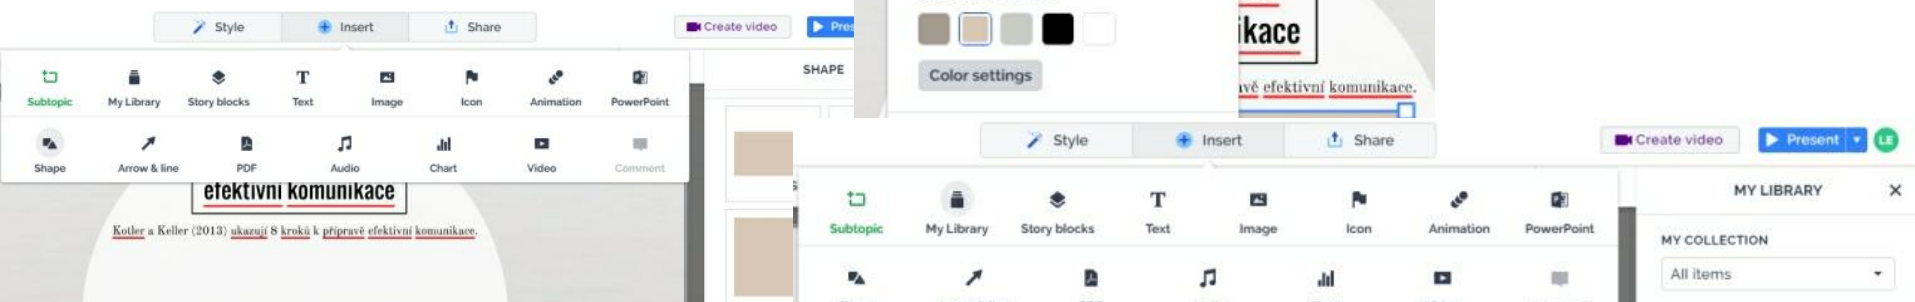 Style Insert Share Create video
Subtopic My Library Story blocks Text Image Icon Animation PowerPoint
SHAPE
Shape Arrow & line PDF Audio Chart Video Comment
efektivní komunikace
Kotler a Keller (2013) ukazují 8 kroků k přípravě efektivní komunikace.
Color settings
kace
efektivní komunikace.
Style Insert Share Create video Present LE
Subtopic My Library Story blocks Text Image Icon Animation PowerPoint
MY LIBRARY
MY COLLECTION
All items